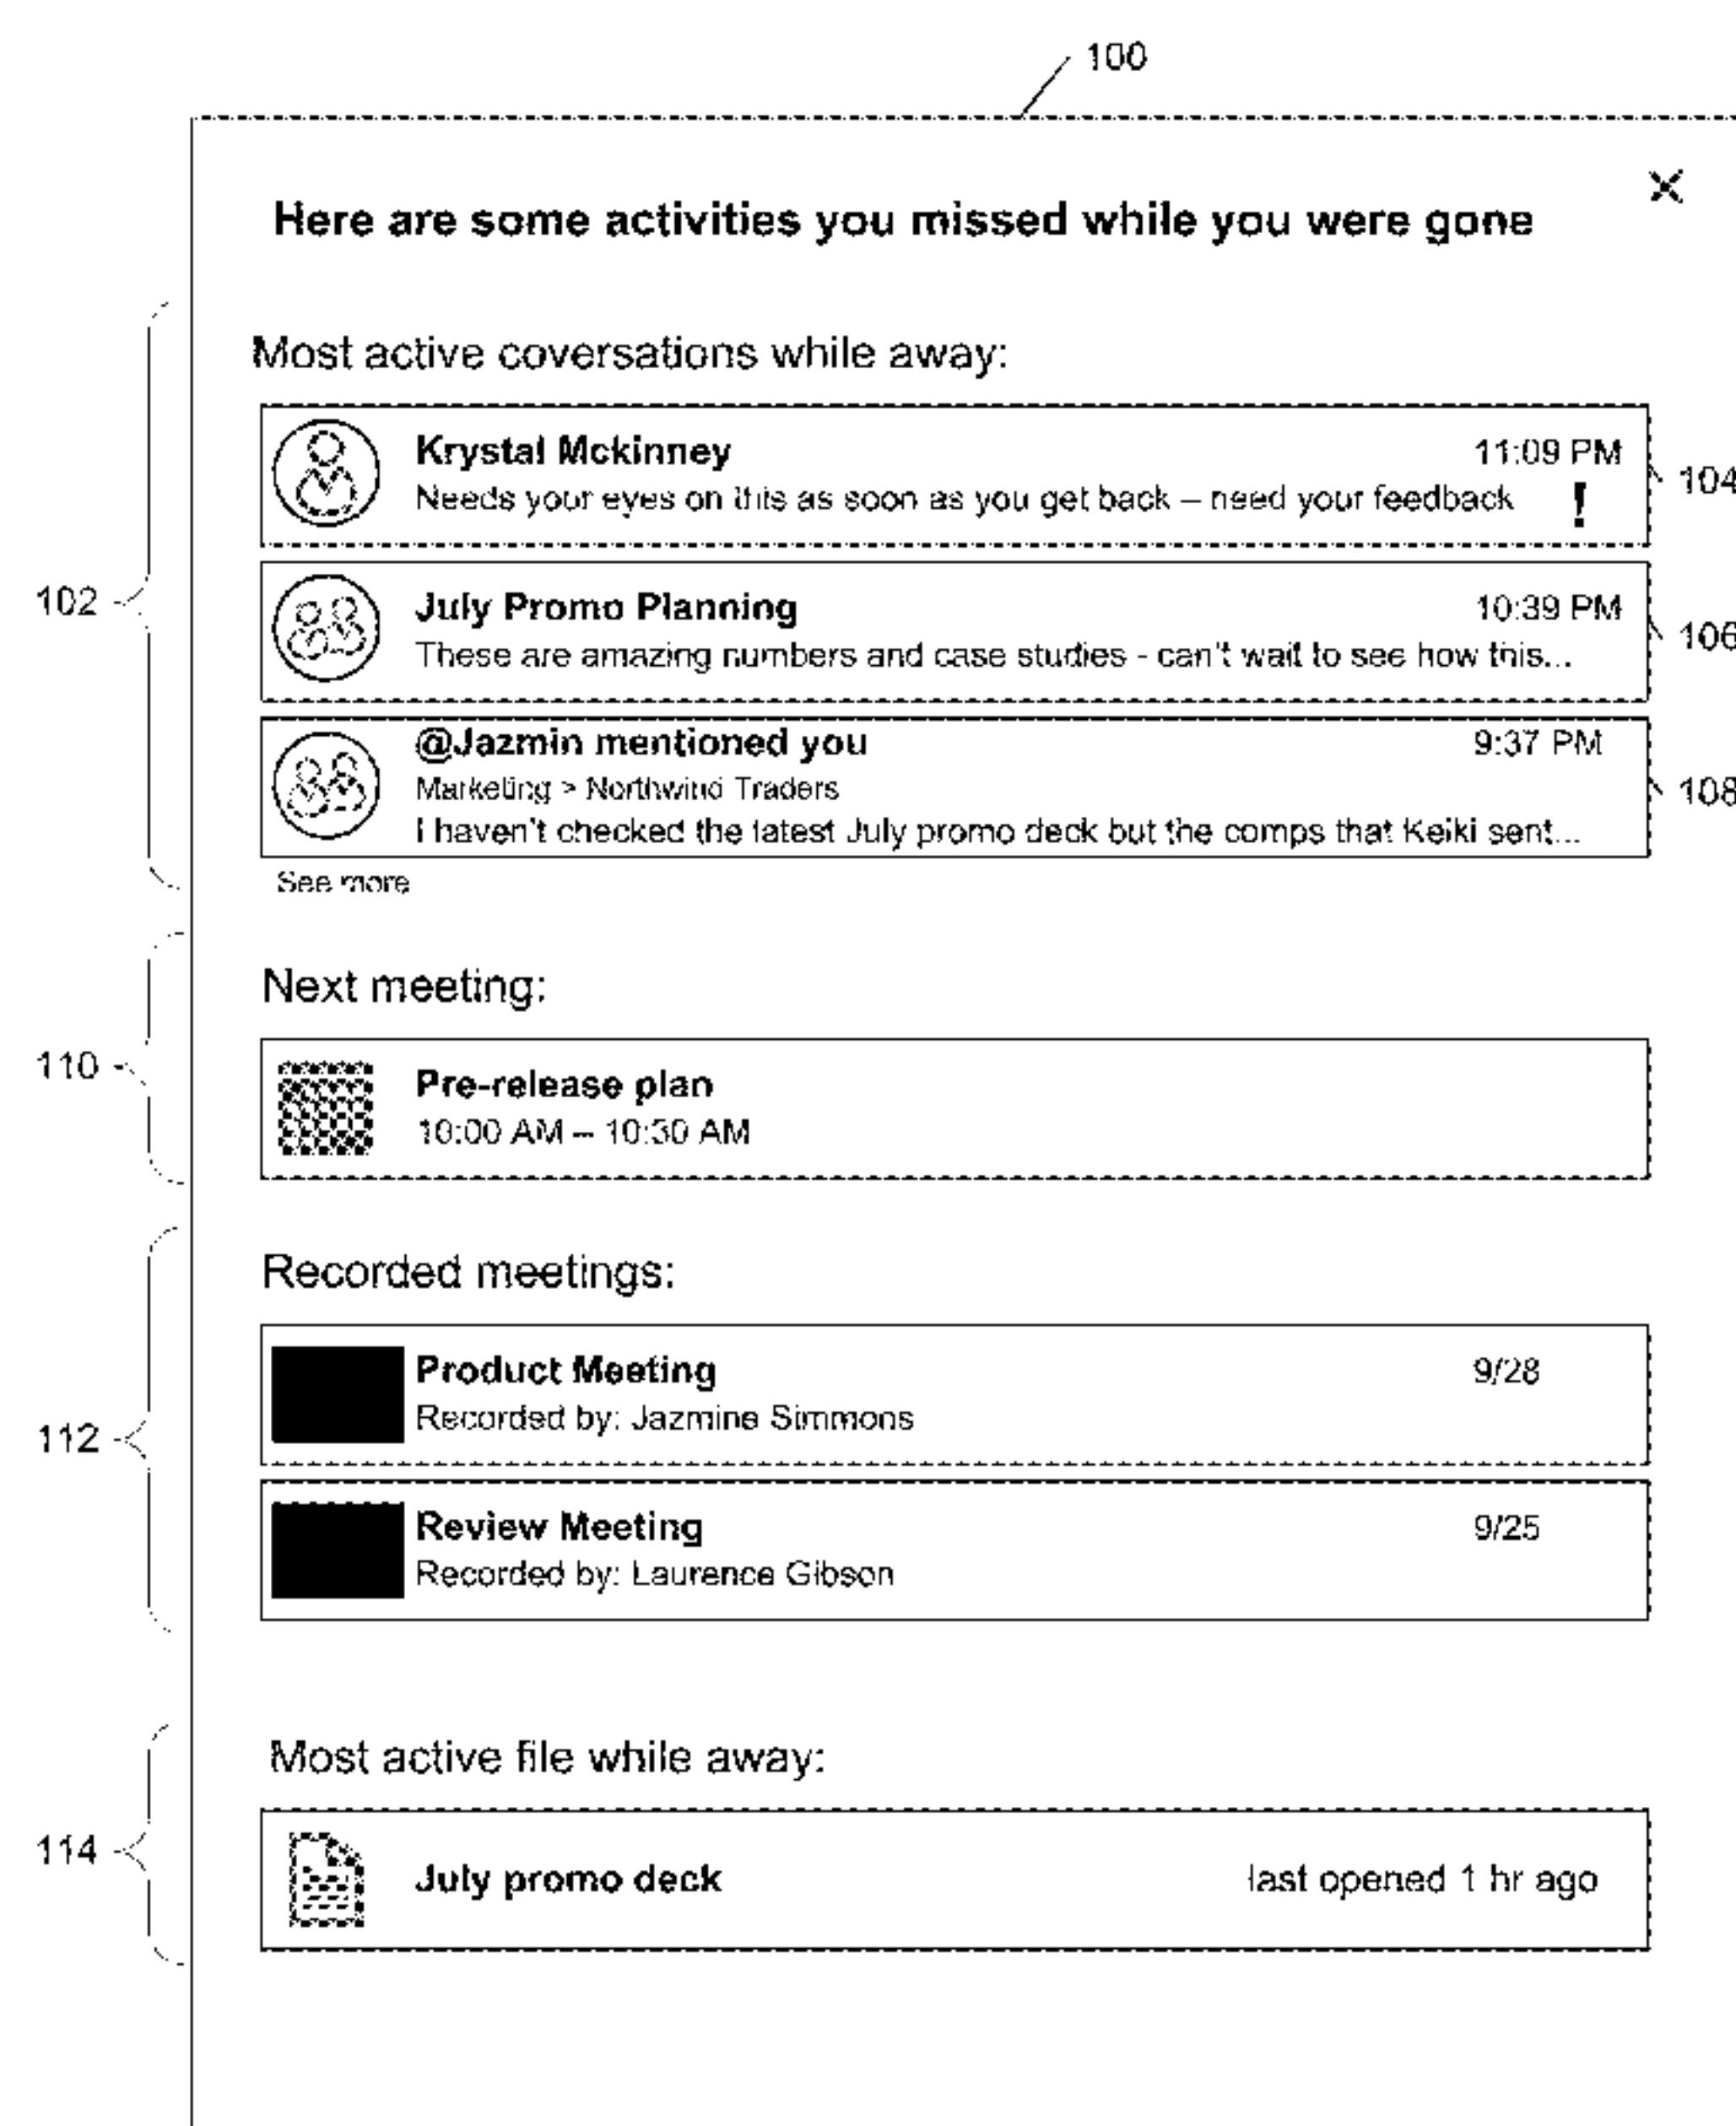 100
Here are some activities you missed while you were gone
Most active coversations while away:
Krystal Mckinney 11:09 PM
Needs your eyes on this as soon as you get back – need your feedback !
104
102
July Promo Planning 10:39 PM
These are amazing numbers and case studies - can't wait to see how this...
106
@Jazmin mentioned you 9:37 PM
Marketing > Northwind Traders
I haven't checked the latest July promo deck but the comps that Keiki sent...
108
See more
110
Next meeting:
Pre-release plan
10:00 AM – 10:30 AM
112
Recorded meetings:
Product Meeting 9/28
Recorded by: Jazmine Simmons
Review Meeting 9/25
Recorded by: Laurence Gibson
114
Most active file while away:
July promo deck last opened 1 hr ago